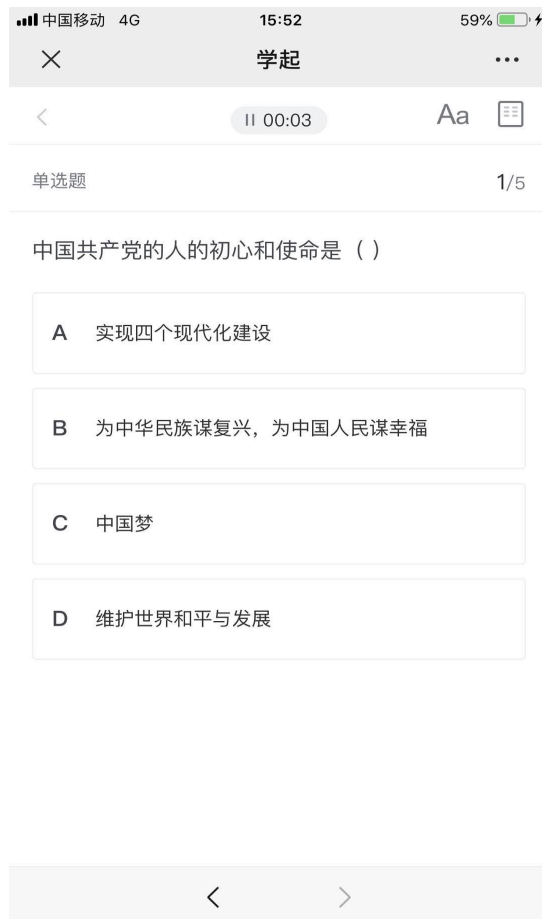 中国移动 4G 15:52 59%
学起
00:03 Aa
单选题 1/5
中国共产党的人的初心和使命是（ ）
A 实现四个现代化建设
B 为中华民族谋复兴，为中国人民谋幸福
C 中国梦
D 维护世界和平与发展